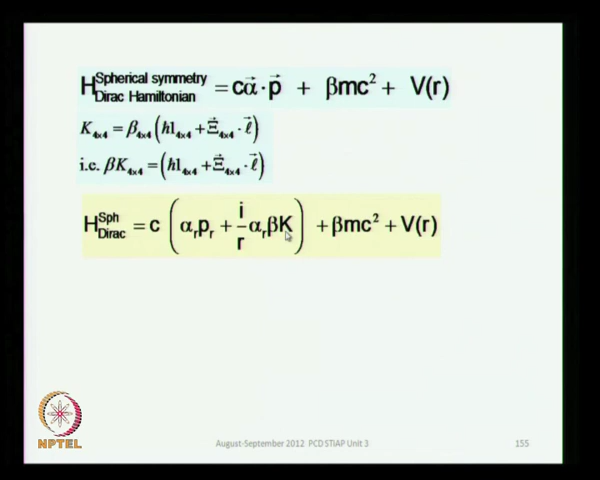 H^{Spherical symmetry}_{Dirac Hamiltonian} = cα⃗·p⃗ + βmc² + V(r)
K₄ₓ₄ = β₄ₓ₄(ħ1₄ₓ₄ + Ξ⃗₄ₓ₄·ℓ⃗)
i.e. βK₄ₓ₄ = (ħ1₄ₓ₄ + Ξ⃗₄ₓ₄·ℓ⃗)
H^{Sph}_{Dirac} = c (α_r p_r + i/r α_r βK) + βmc² + V(r)
NPTEL
August-September 2012 PCD STIAP Unit 3
155